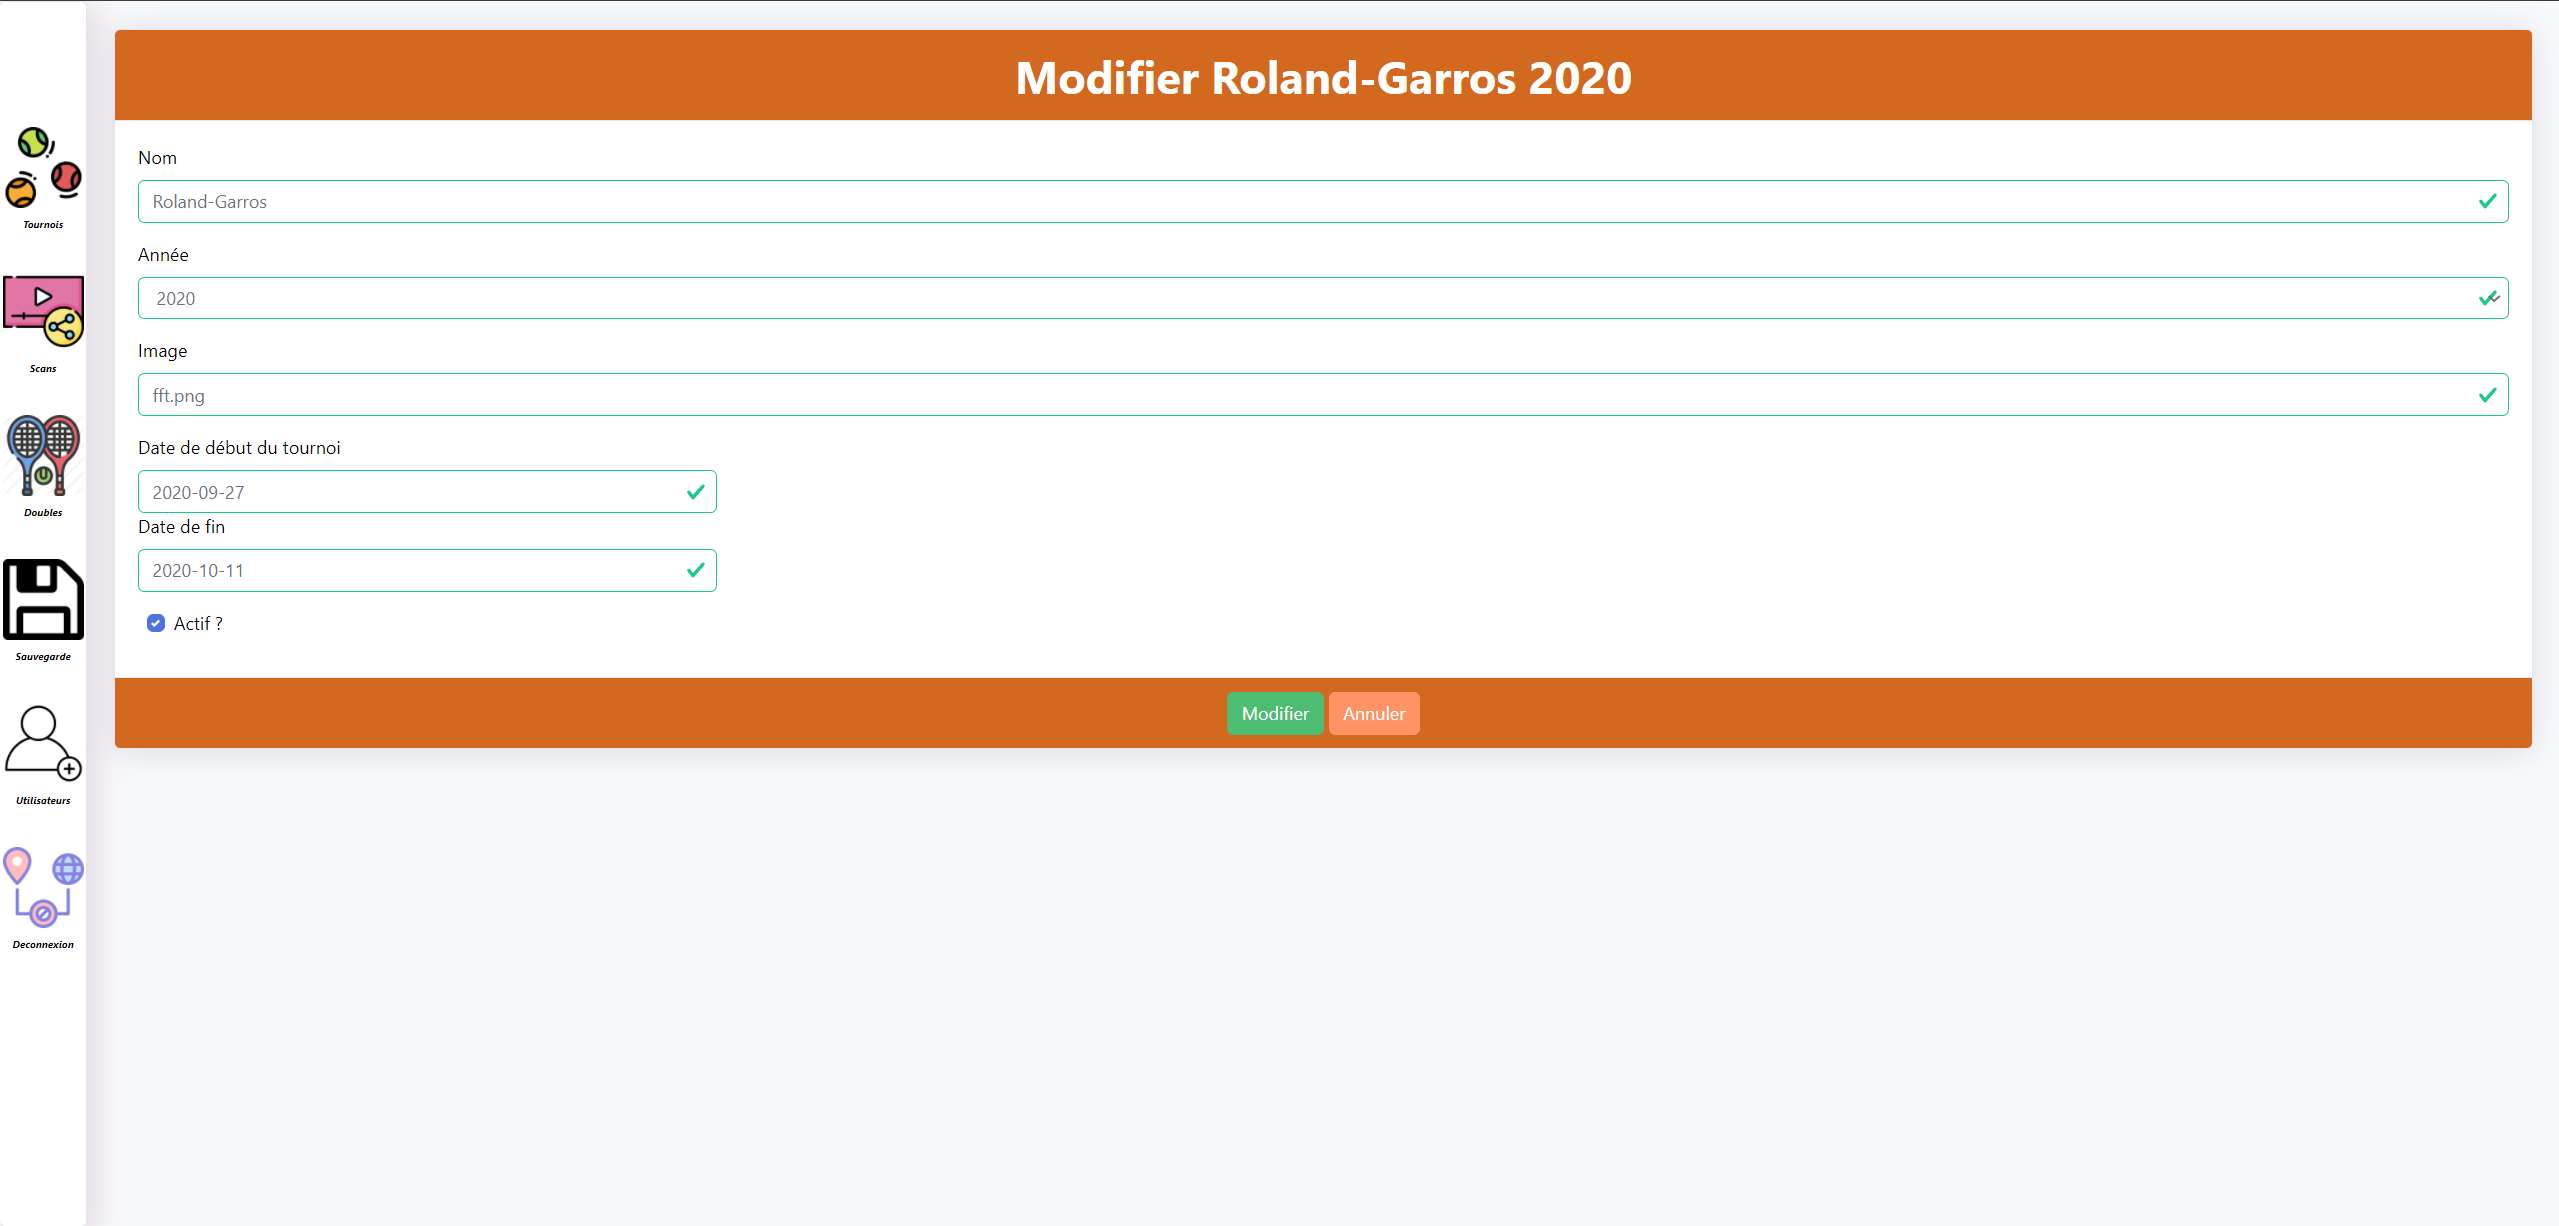 Tournois
Scans
Doubles
Sauvegarde
Utilisateurs
Deconnexion
Modifier Roland-Garros 2020
Nom
Roland-Garros
Année
2020
Image
fft.png
Date de début du tournoi
2020-09-27
Date de fin
2020-10-11
Actif ?
Modifier Annuler